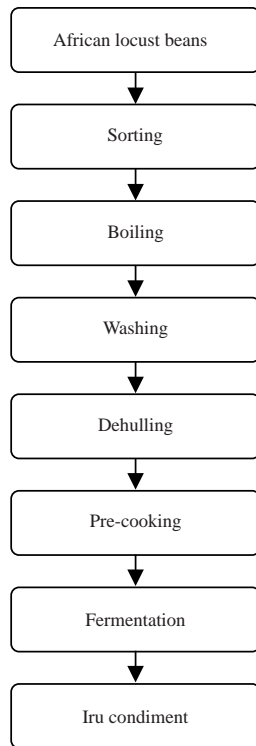 African locust beans
Sorting
Boiling
Washing
Dehulling
Pre-cooking
Fermentation
Iru condiment